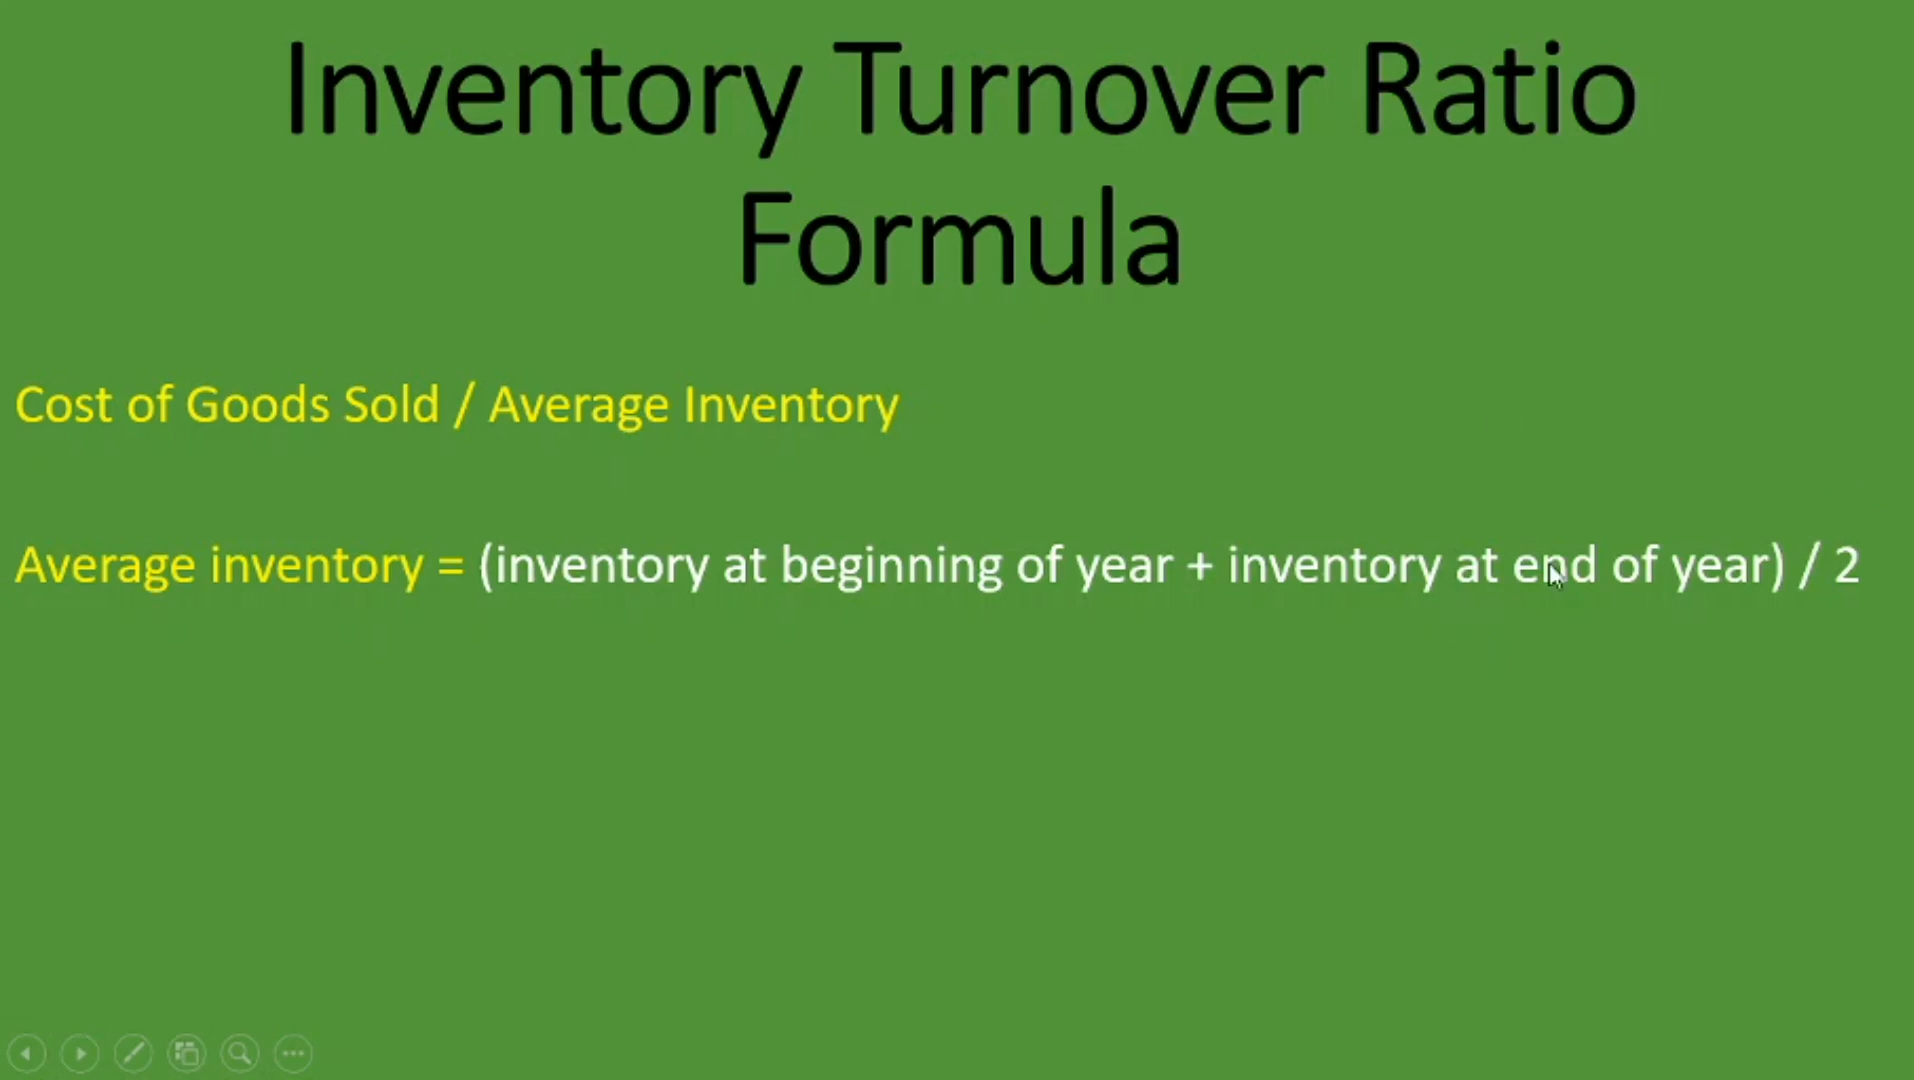 Inventory Turnover Ratio
Formula
Cost of Goods Sold / Average Inventory
Average inventory = (inventory at beginning of year + inventory at end of year) / 2